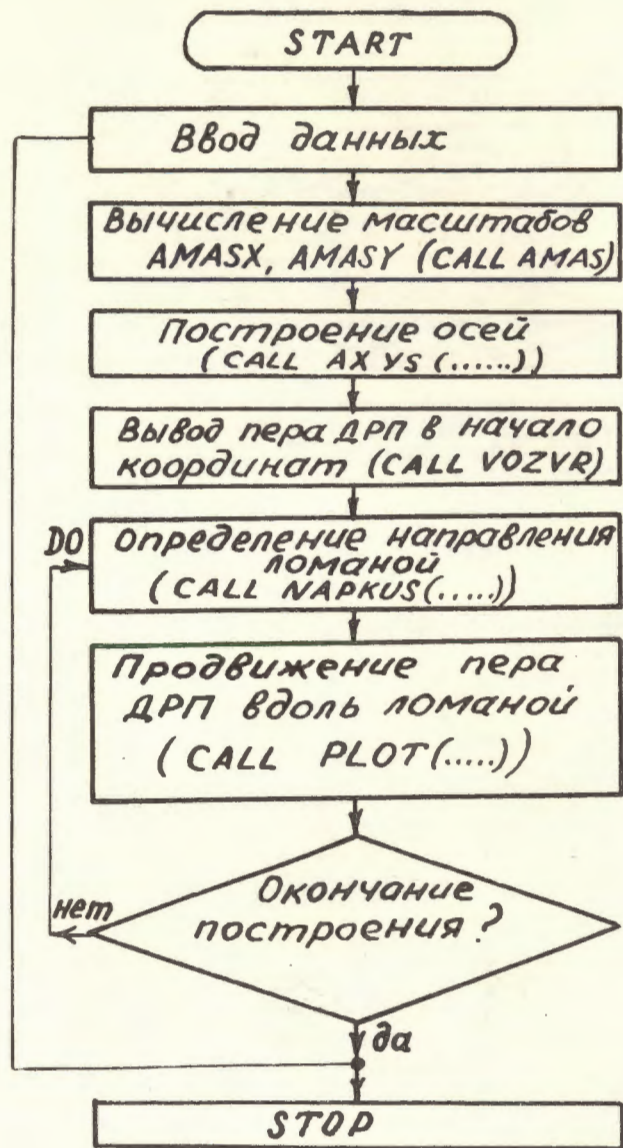 START
Ввод данных
Вычисление масштабов
AMASX, AMASY (CALL AMAS)
Построение осей
(CALL AXYS (......))
Вывод пера ДРП в начало
координат (CALL VOZVR)
DO
Определение направления
ломаной
(CALL NAPKUS(.....))
Продвижение пера
ДРП вдоль ломаной
(CALL PLOT(.....))
Окончание
построения?
нет
да
STOP